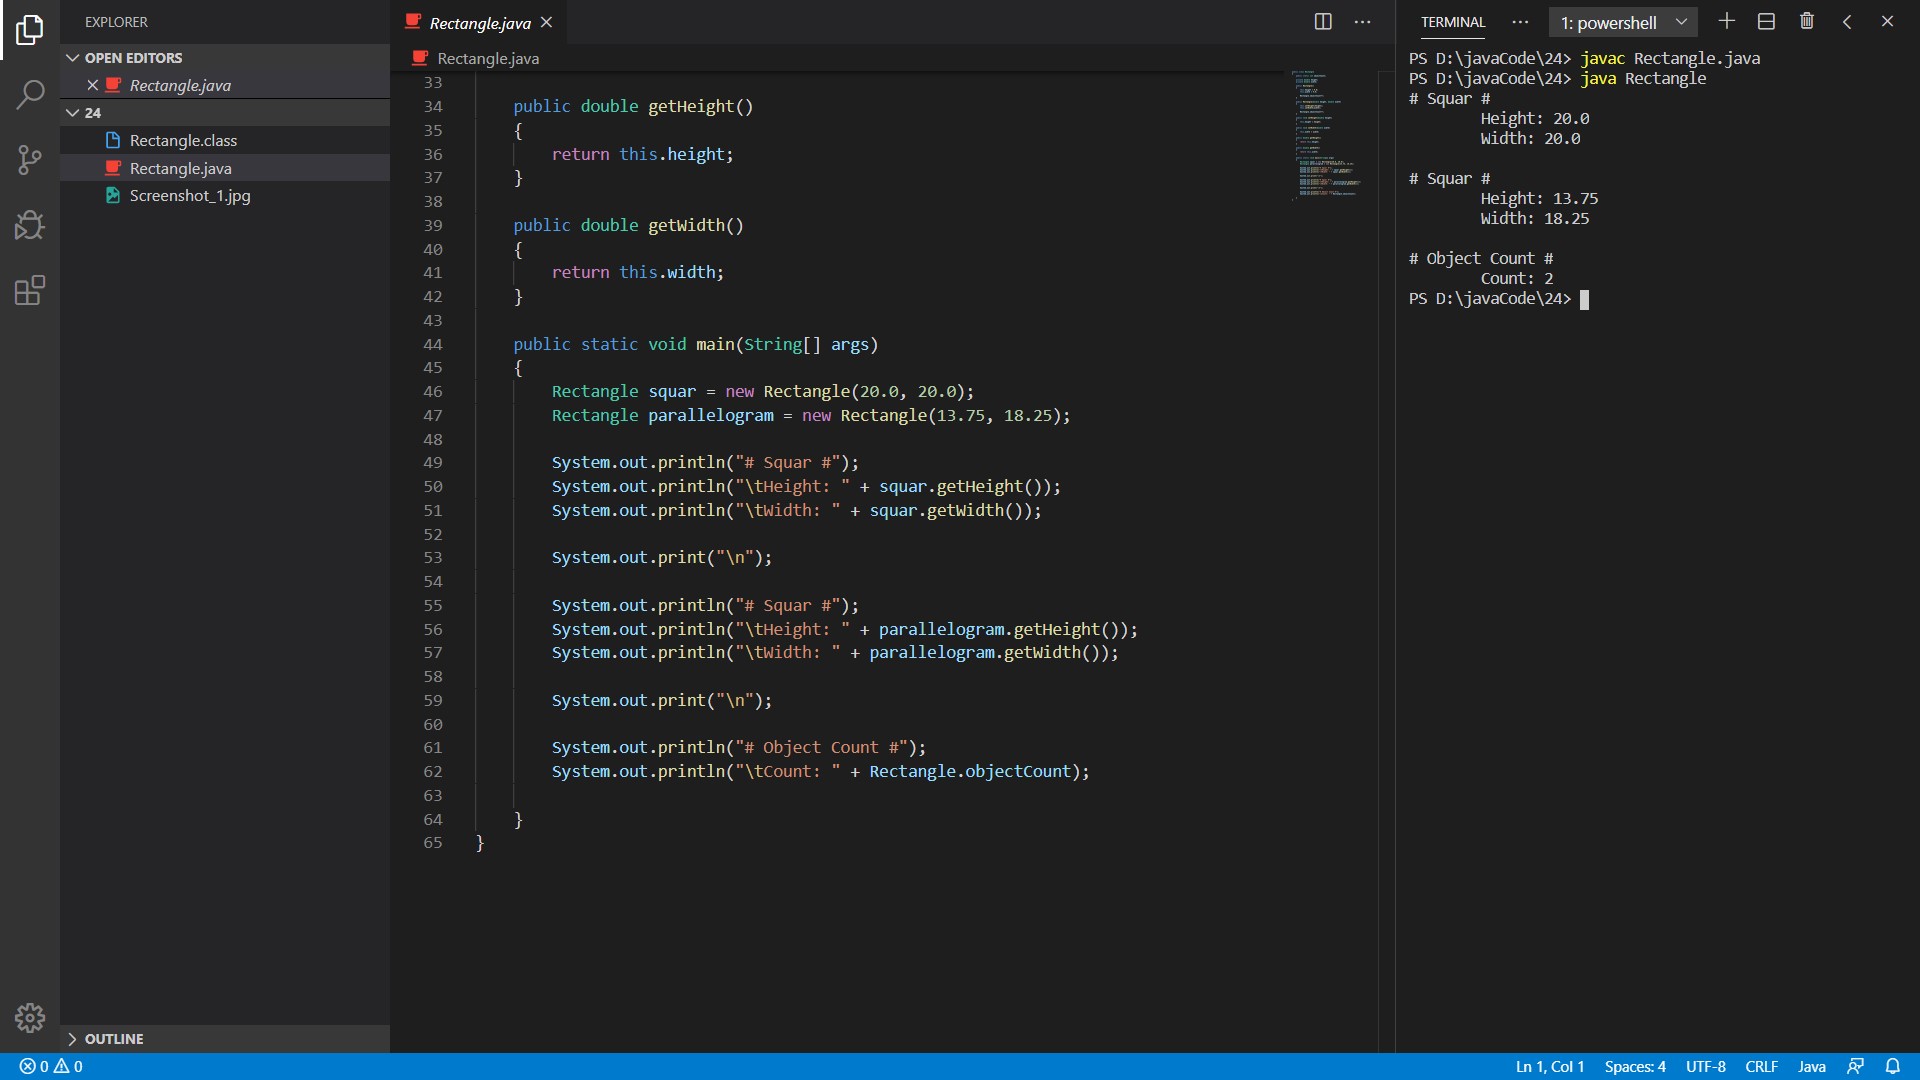 EXPLORER
OPEN EDITORS
Rectangle.java
24
Rectangle.class
Rectangle.java
Screenshot_1.jpg
OUTLINE
Rectangle.java
Rectangle.java
33
34 public double getHeight()
35 {
36 return this.height;
37 }
38
39 public double getWidth()
40 {
41 return this.width;
42 }
43
44 public static void main(String[] args)
45 {
46 Rectangle squar = new Rectangle(20.0, 20.0);
47 Rectangle parallelogram = new Rectangle(13.75, 18.25);
48
49 System.out.println("# Squar #");
50 System.out.println("\tHeight: " + squar.getHeight());
51 System.out.println("\tWidth: " + squar.getWidth());
52
53 System.out.print("\n");
54
55 System.out.println("# Squar #");
56 System.out.println("\tHeight: " + parallelogram.getHeight());
57 System.out.println("\tWidth: " + parallelogram.getWidth());
58
59 System.out.print("\n");
60
61 System.out.println("# Object Count #");
62 System.out.println("\tCount: " + Rectangle.objectCount);
63
64 }
65 }
TERMINAL ··· 1: powershell
PS D:\javaCode\24> javac Rectangle.java
PS D:\javaCode\24> java Rectangle
# Squar #
Height: 20.0
Width: 20.0
# Squar #
Height: 13.75
Width: 18.25
# Object Count #
Count: 2
PS D:\javaCode\24>
0 0 Ln 1, Col 1 Spaces: 4 UTF-8 CRLF Java